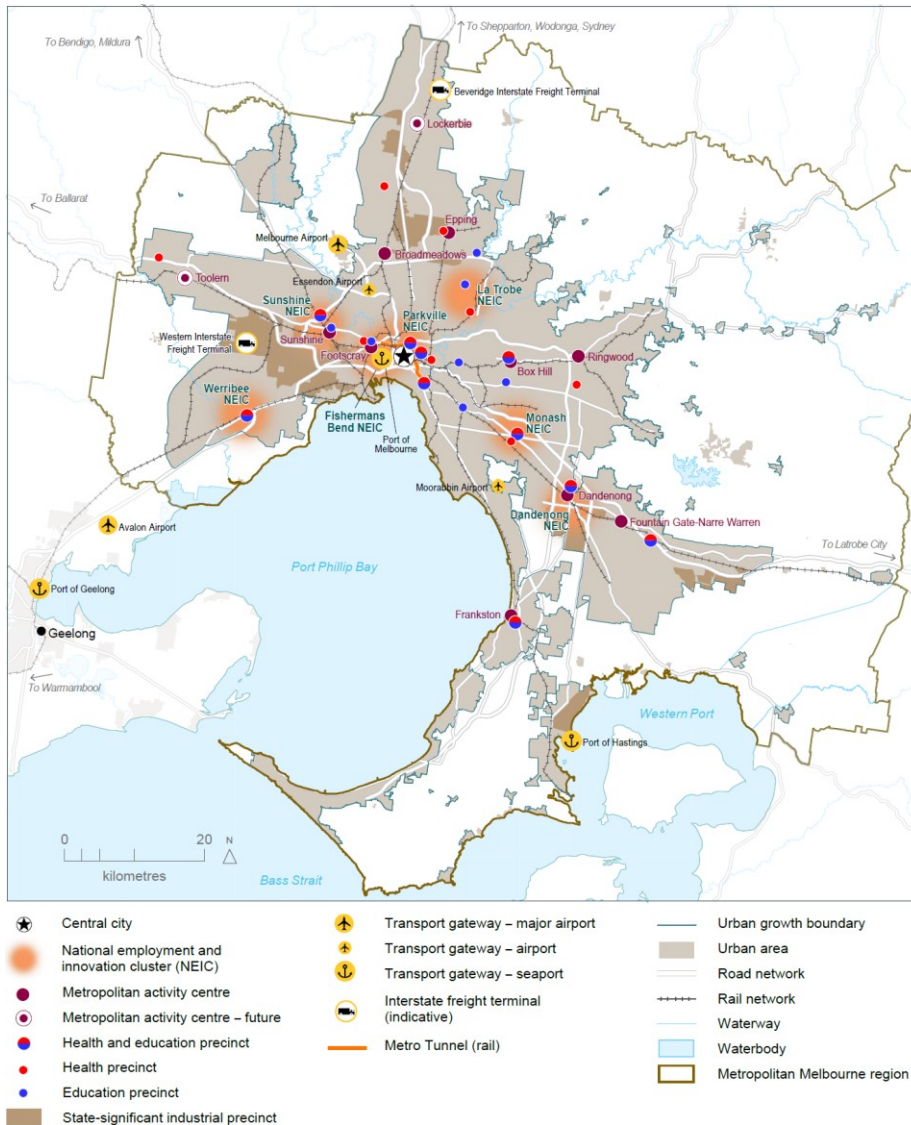 To Shepparton, Wodonga, Sydney
To Bendigo, Mildura
Beveridge Interstate Freight Terminal
Lockerbie
To Ballarat
Epping
Melbourne Airport
Broadmeadows
Toolern
Essendon Airport
La Trobe
NEIC
Sunshine
NEIC
Parkville
NEIC
Western Interstate
Freight Terminal
Sunshine
Footscray
Ringwood
Box Hill
Werribee
NEIC
Fishermans
Bend NEIC
Port of
Melbourne
Monash
NEIC
Moorabbin Airport
Dandenong
Dandenong
NEIC
Fountain Gate-Narre Warren
Avalon Airport
To Latrobe City
Port Phillip Bay
Port of Geelong
Frankston
Geelong
To Warrnambool
Western Port
Port of Hastings
0 20
N
kilometres
Bass Strait
Central city
National employment and
innovation cluster (NEIC)
Metropolitan activity centre
Metropolitan activity centre – future
Health and education precinct
Health precinct
Education precinct
State-significant industrial precinct
Transport gateway – major airport
Transport gateway – airport
Transport gateway – seaport
Interstate freight terminal
(indicative)
Metro Tunnel (rail)
Urban growth boundary
Urban area
Road network
Rail network
Waterway
Waterbody
Metropolitan Melbourne region